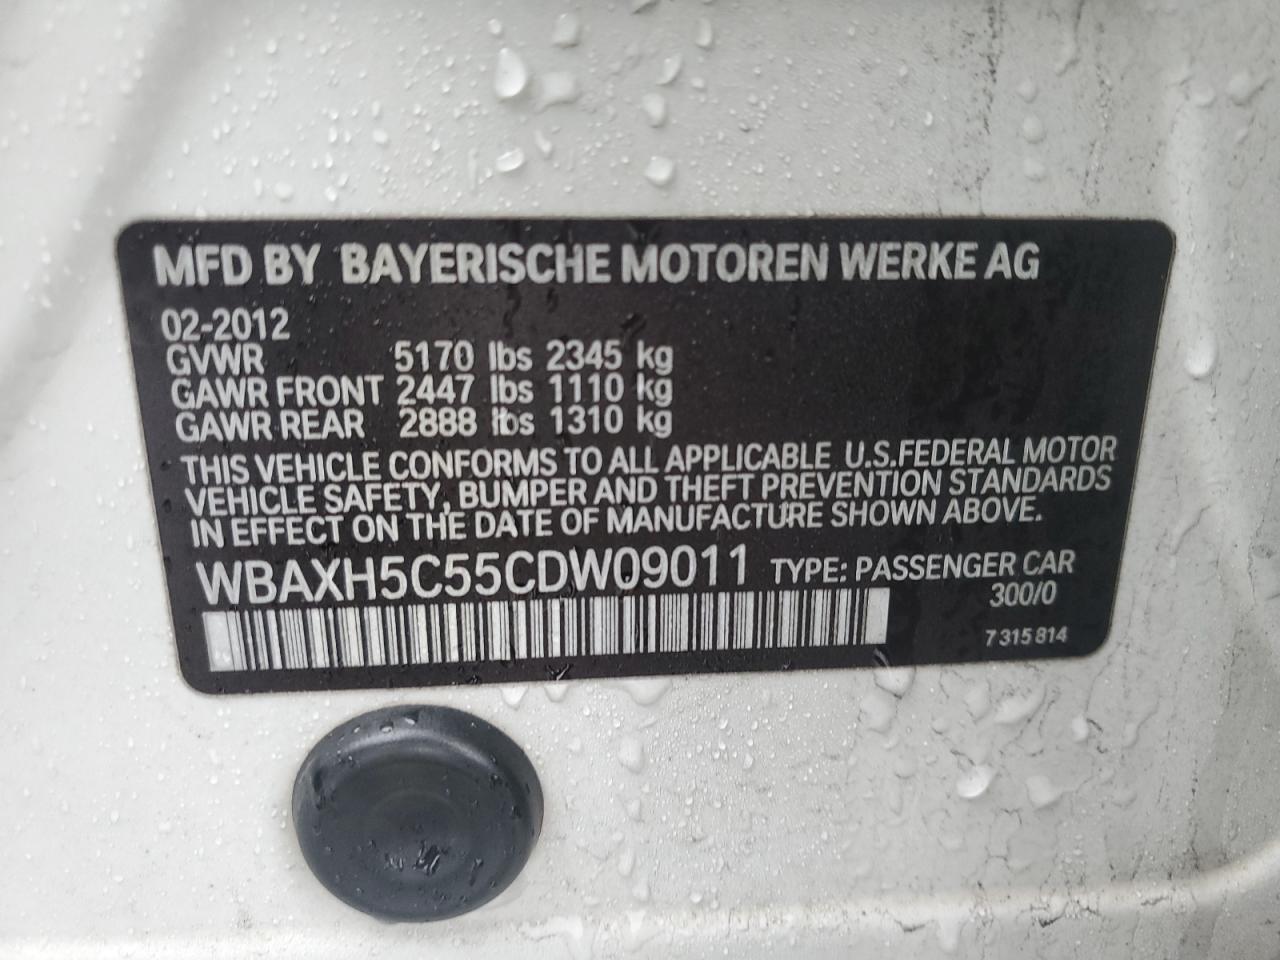 MFD BY BAYERISCHE MOTOREN WERKE AG
02-2012
GVWR 5170 lbs 2345 kg
GAWR FRONT 2447 lbs 1110 kg
GAWR REAR 2888 lbs 1310 kg
THIS VEHICLE CONFORMS TO ALL APPLICABLE U.S.FEDERAL MOTOR
VEHICLE SAFETY, BUMPER AND THEFT PREVENTION STANDARDS
IN EFFECT ON THE DATE OF MANUFACTURE SHOWN ABOVE.
WBAXH5C55CDW09011 TYPE: PASSENGER CAR
300/0
7 315 814